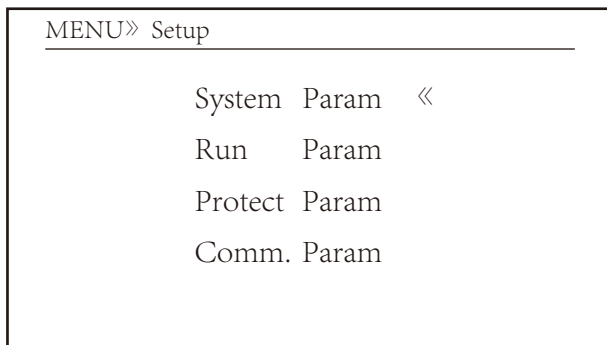 MENU》 Setup
System Param 《
Run Param
Protect Param
Comm. Param